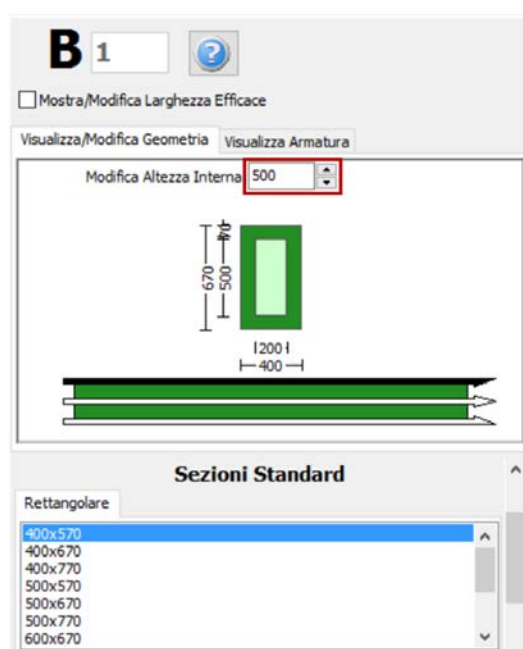 B 1
Mostra/Modifica Larghezza Efficace
Visualizza/Modifica Geometria Visualizza Armatura
Modifica Altezza Interna 500
70
670
500
200
400
Sezioni Standard
Rettangolare
400x570
400x670
400x770
500x570
500x670
500x770
600x670